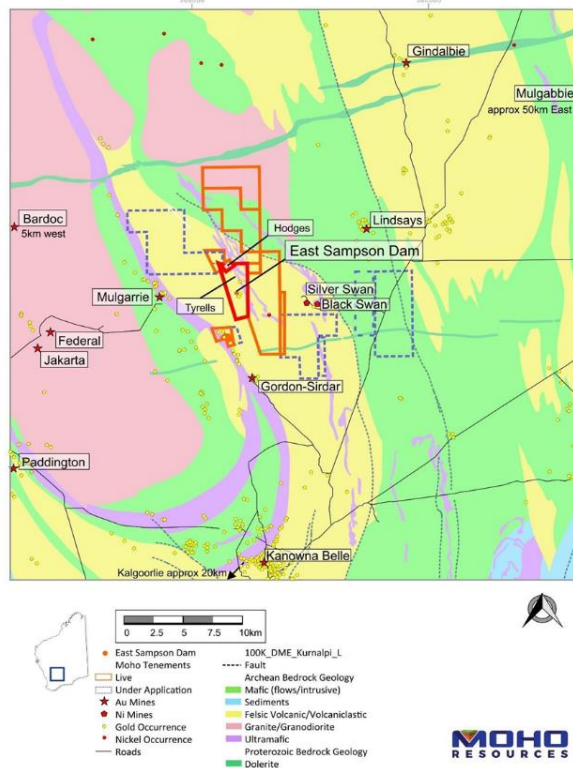 Gindalbie
Mulgabbie
approx 50km East
Bardoc
5km west
Lindsays
Hodges
East Sampson Dam
Silver Swan
Black Swan
Mulgarrie
Tyrells
Federal
Jakarta
Gordon-Sirdar
Paddington
Kanowna Belle
Kalgoorlie approx 20km
0 2.5 5 7.5 10km
East Sampson Dam
Moho Tenements
Live
Under Application
Au Mines
Ni Mines
Gold Occurrence
Nickel Occurrence
Roads
100K_DME_Kurnalpi_L
Fault
Archean Bedrock Geology
Mafic (flows/intrusive)
Sediments
Felsic Volcanic/Volcaniclastic
Granite/Granodiorite
Ultramafic
Proterozoic Bedrock Geology
Dolerite
MOHO
RESOURCES